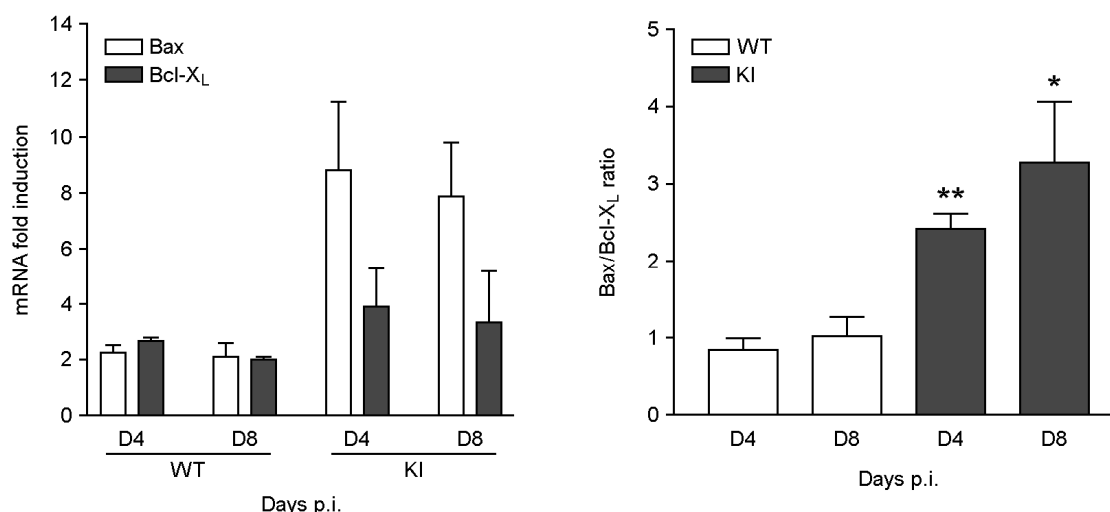 14
12
10
8
6
4
2
0
mRNA fold induction
Bax
Bcl-XL
D4 D8 D4 D8
WT KI
Days p.i.
5
4
3
2
1
0
Bax/Bcl-XL ratio
WT
KI
** *
D4 D8 D4 D8
Days p.i.